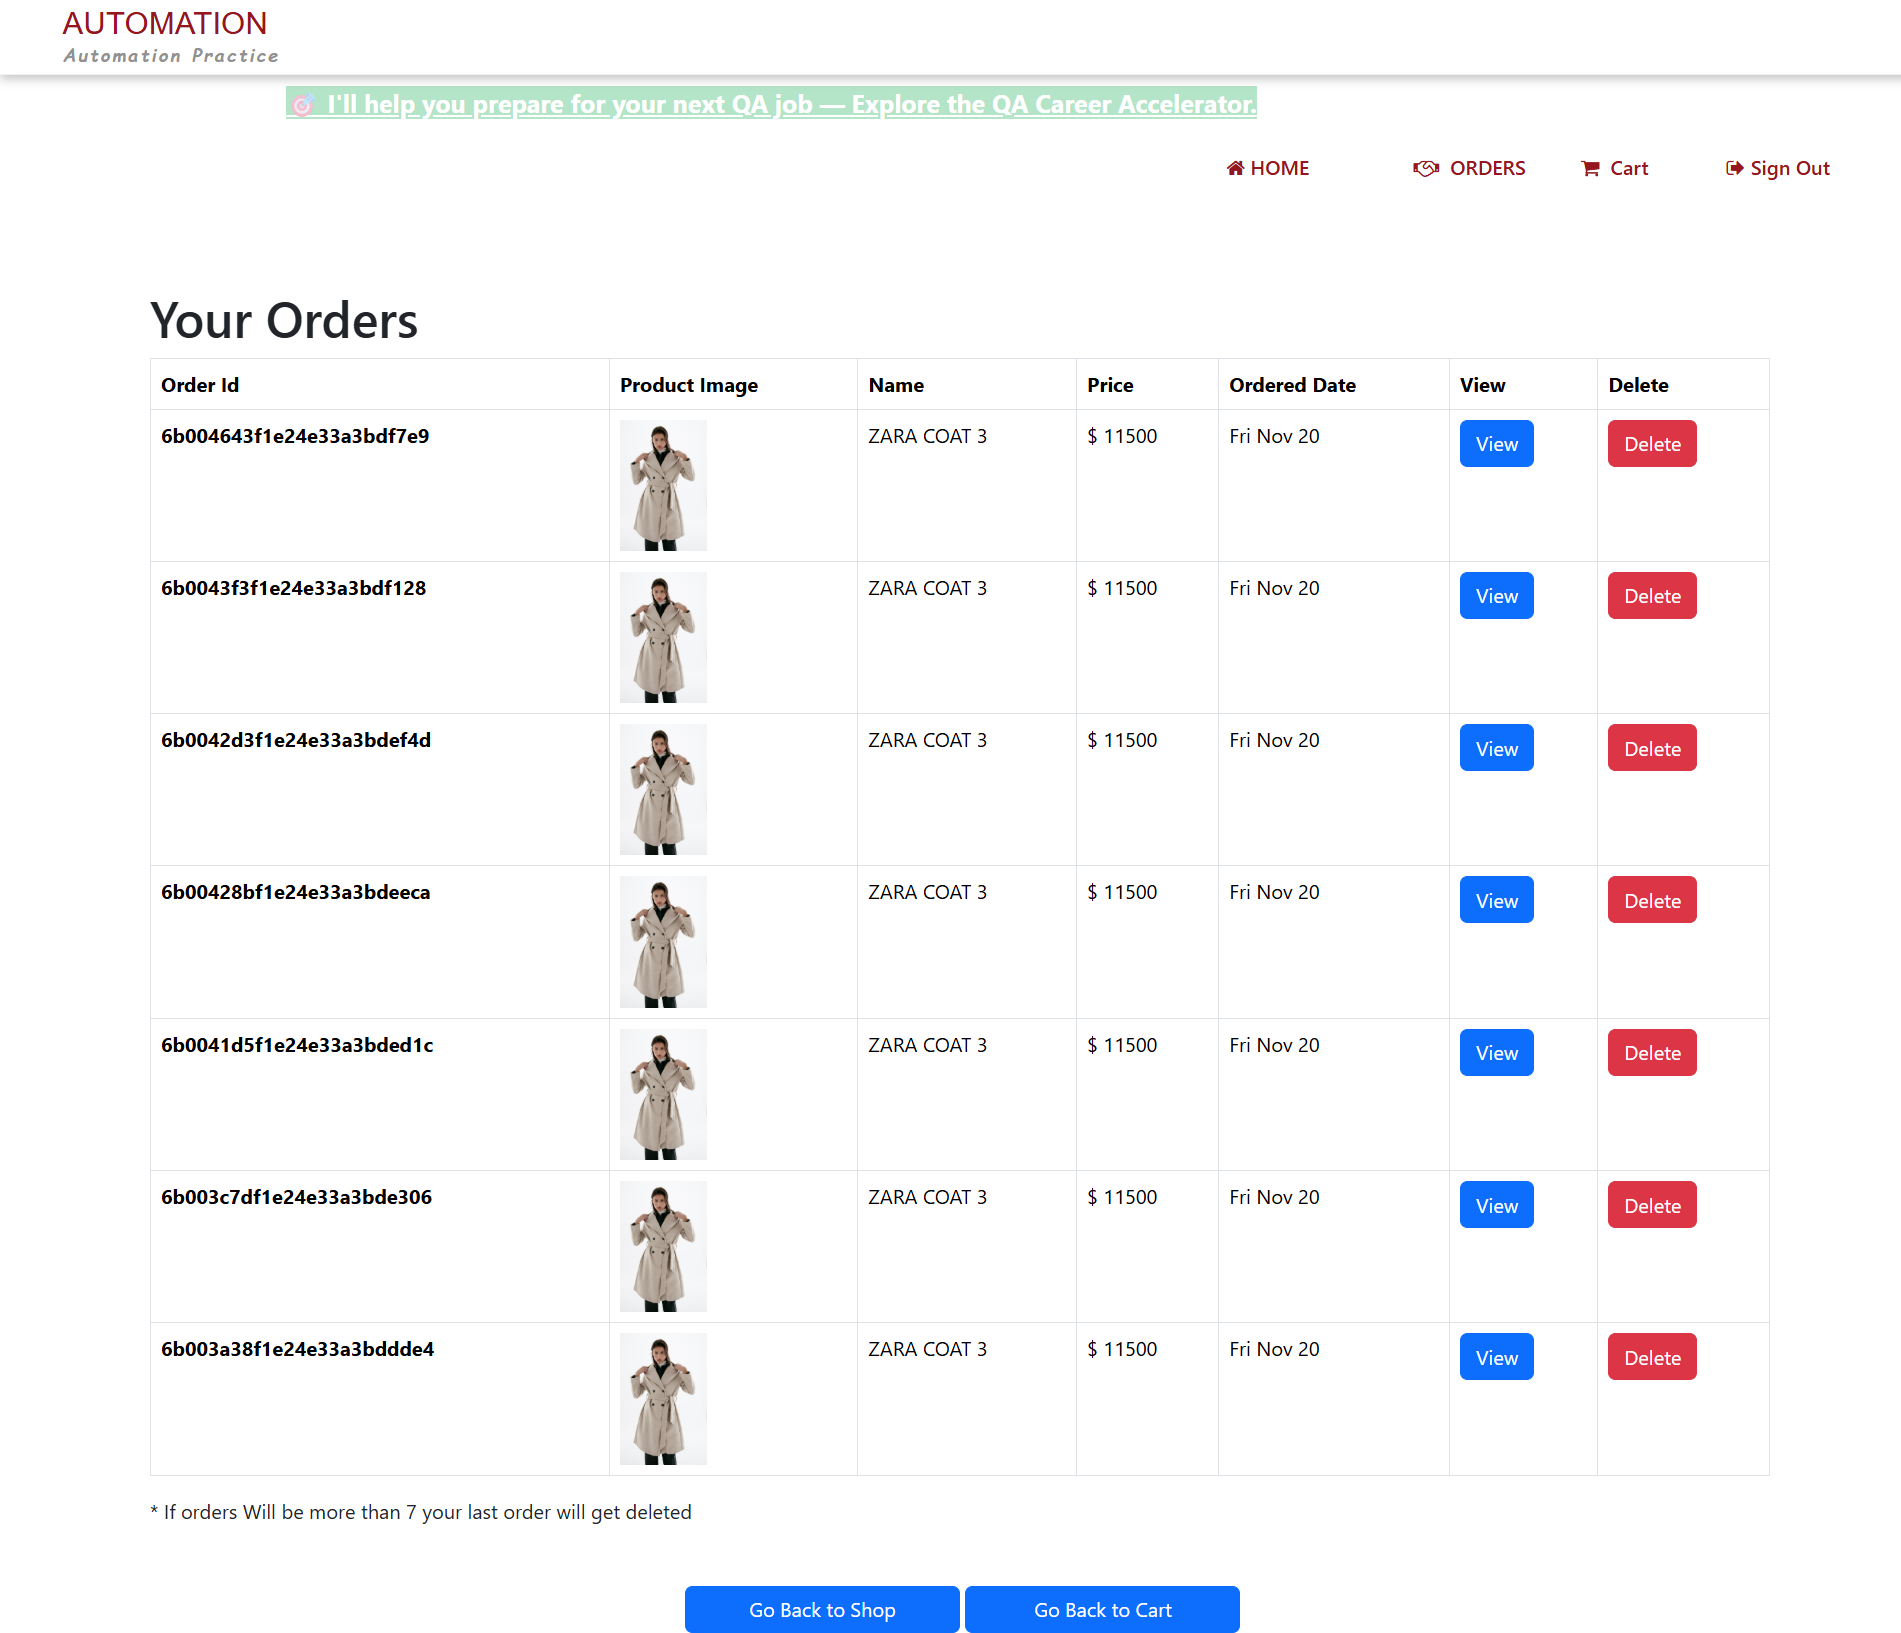 AUTOMATION
Automation Practice
🎯 I'll help you prepare for your next QA job — Explore the QA Career Accelerator.
HOME ORDERS Cart Sign Out
Your Orders
Order Id Product Image Name Price Ordered Date View Delete
6b004643f1e24e33a3bdf7e9 ZARA COAT 3 $ 11500 Fri Nov 20 View Delete
6b0043f3f1e24e33a3bdf128 ZARA COAT 3 $ 11500 Fri Nov 20 View Delete
6b0042d3f1e24e33a3bdef4d ZARA COAT 3 $ 11500 Fri Nov 20 View Delete
6b00428bf1e24e33a3bdeeca ZARA COAT 3 $ 11500 Fri Nov 20 View Delete
6b0041d5f1e24e33a3bded1c ZARA COAT 3 $ 11500 Fri Nov 20 View Delete
6b003c7df1e24e33a3bde306 ZARA COAT 3 $ 11500 Fri Nov 20 View Delete
6b003a38f1e24e33a3bddde4 ZARA COAT 3 $ 11500 Fri Nov 20 View Delete
* If orders Will be more than 7 your last order will get deleted
Go Back to Shop Go Back to Cart